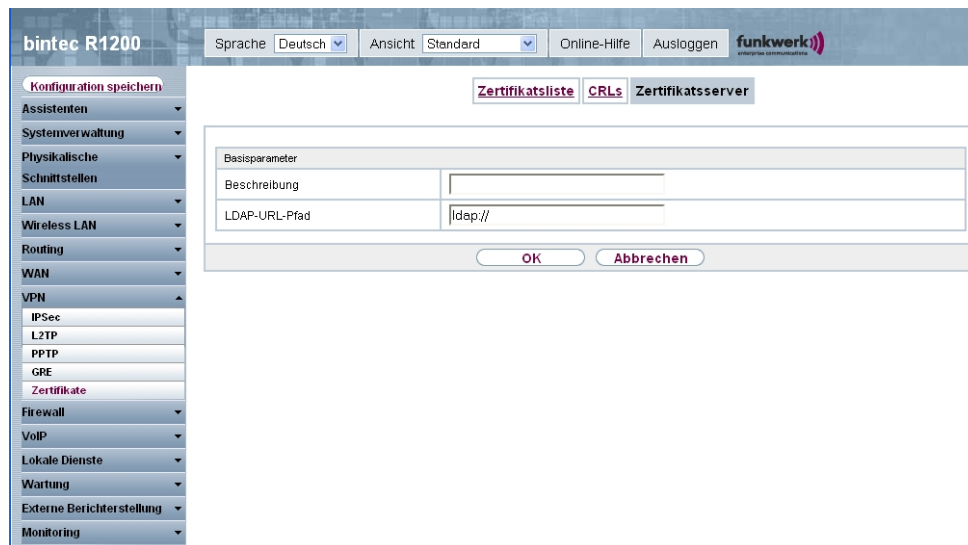 bintec R1200
Sprache Deutsch Ansicht Standard Online-Hilfe Ausloggen funkwerk
enterprise communications
Konfiguration speichern
Assistenten
Systemverwaltung
Physikalische
Schnittstellen
LAN
Wireless LAN
Routing
WAN
VPN
IPSec
L2TP
PPTP
GRE
Zertifikate
Firewall
VoIP
Lokale Dienste
Wartung
Externe Berichterstellung
Monitoring
Zertifikatsliste CRLs Zertifikatsserver
Basisparameter
Beschreibung
LDAP-URL-Pfad ldap://
OK Abbrechen